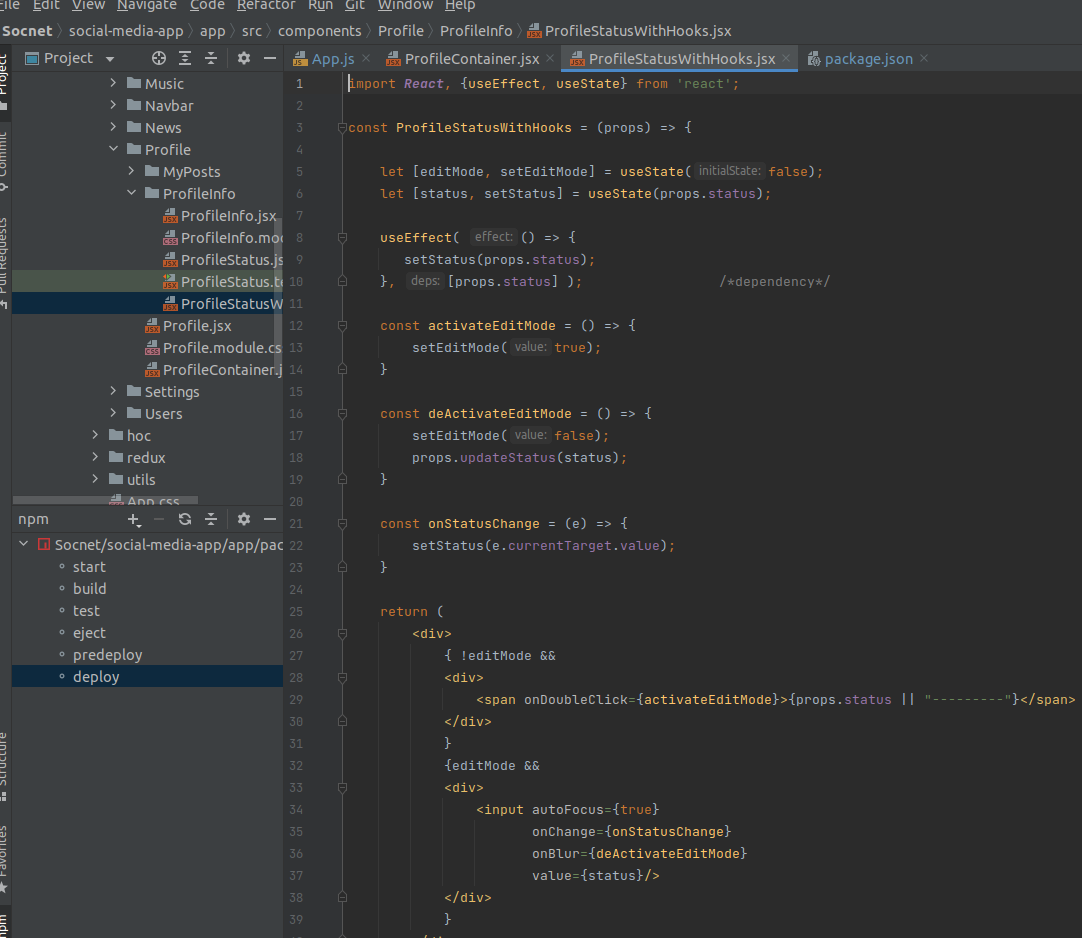 File Edit View Navigate Code Refactor Run Git Window Help
Socnet social-media-app app src components Profile ProfileInfo ProfileStatusWithHooks.jsx
Project
App.js ProfileContainer.jsx ProfileStatusWithHooks.jsx package.json
Project
Commit
Pull Requests
Music
Navbar
News
Profile
MyPosts
ProfileInfo
ProfileInfo.jsx
ProfileInfo.mo
ProfileStatus.js
ProfileStatus.te
ProfileStatusW
Profile.jsx
Profile.module.cs
ProfileContainer.j
Settings
Users
hoc
redux
utils
App.css
npm
Socnet/social-media-app/app/pac
start
build
test
eject
predeploy
deploy
Structure
Favorites
npm
1 import React, {useEffect, useState} from 'react';
2
3 const ProfileStatusWithHooks = (props) => {
4
5 let [editMode, setEditMode] = useState( initialState: false);
6 let [status, setStatus] = useState(props.status);
7
8 useEffect( effect: () => {
9 setStatus(props.status);
10 }, deps: [props.status] ); /*dependency*/
11
12 const activateEditMode = () => {
13 setEditMode( value: true);
14 }
15
16 const deActivateEditMode = () => {
17 setEditMode( value: false);
18 props.updateStatus(status);
19 }
20
21 const onStatusChange = (e) => {
22 setStatus(e.currentTarget.value);
23 }
24
25 return (
26 <div>
27 { !editMode &&
28 <div>
29 <span onDoubleClick={activateEditMode}>{props.status || "---------"}</span>
30 </div>
31 }
32 {editMode &&
33 <div>
34 <input autoFocus={true}
35 onChange={onStatusChange}
36 onBlur={deActivateEditMode}
37 value={status}/>
38 </div>
39 }